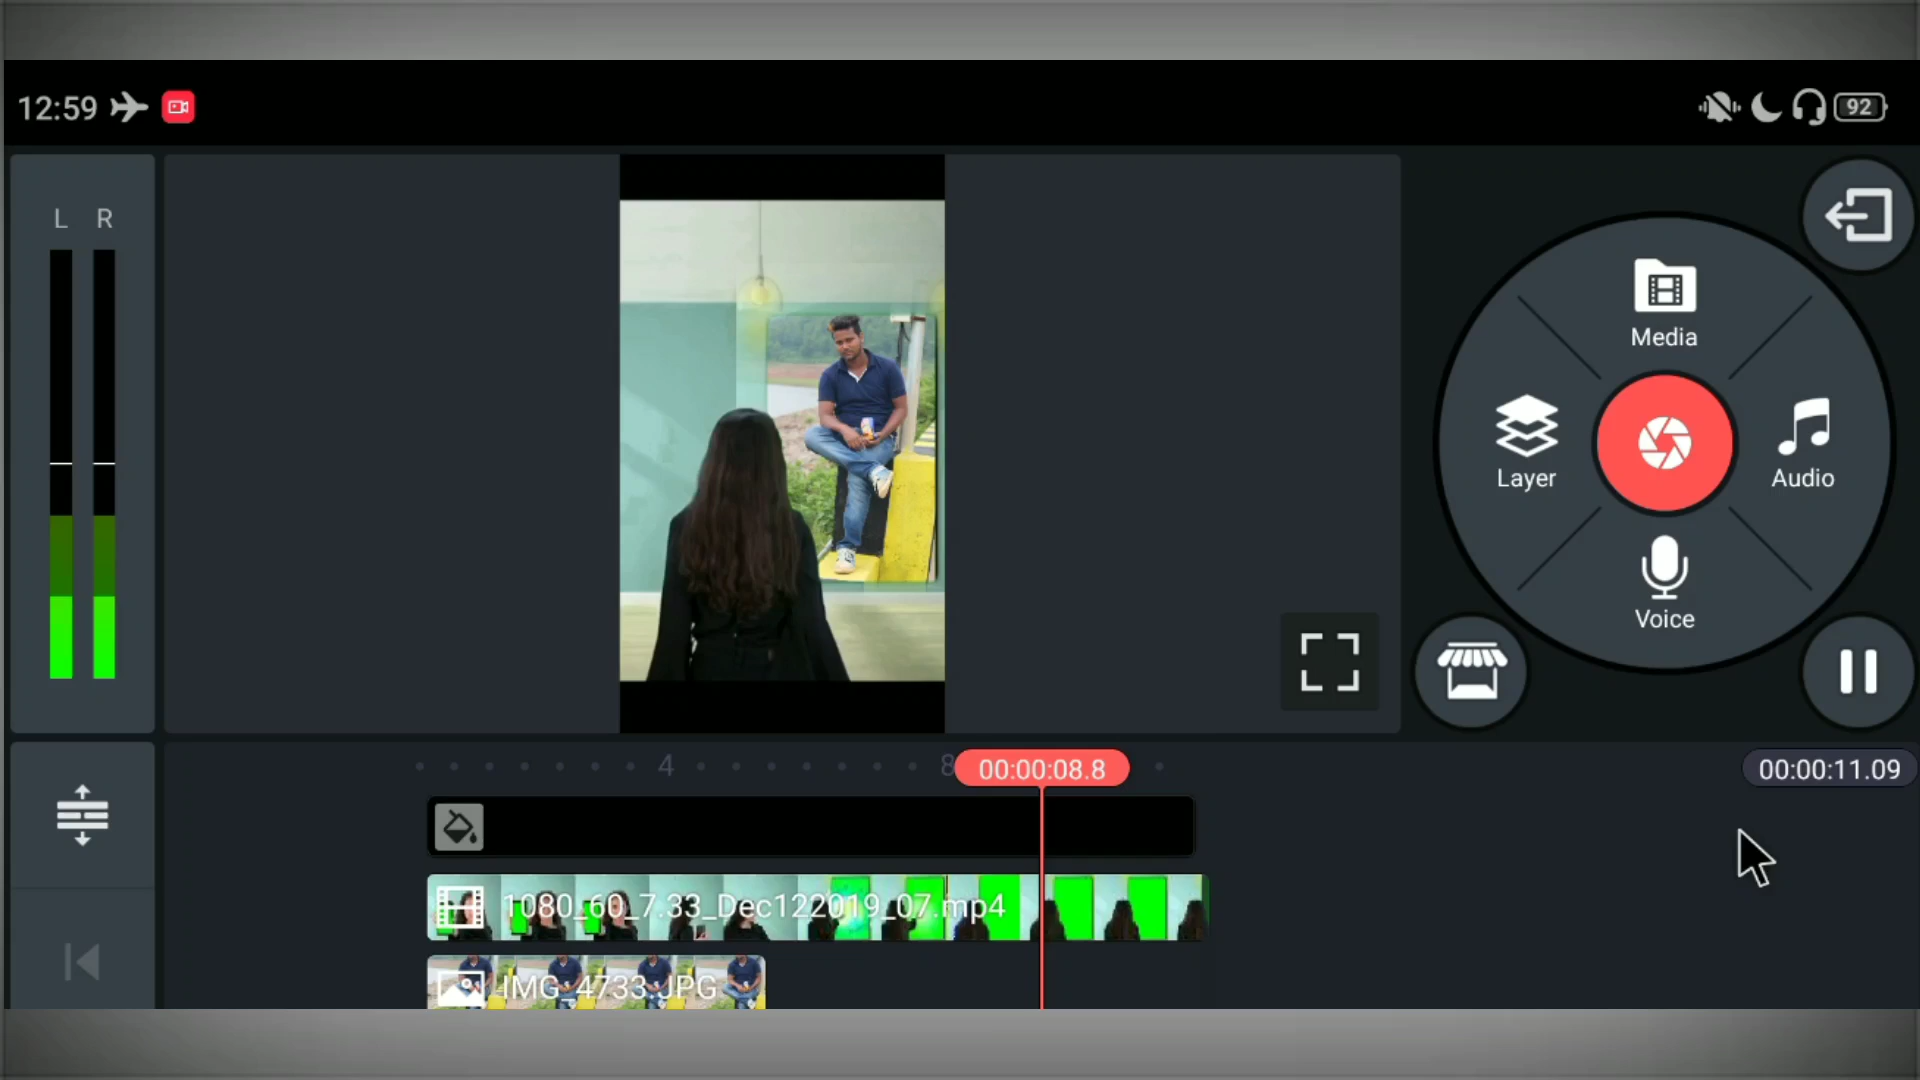 12:59
92
L R
Media
Layer
Audio
Voice
4
8
00:00:08.8
00:00:11.09
1080_60_7.33_Dec122019_07.mp4
IMG_4733.JPG